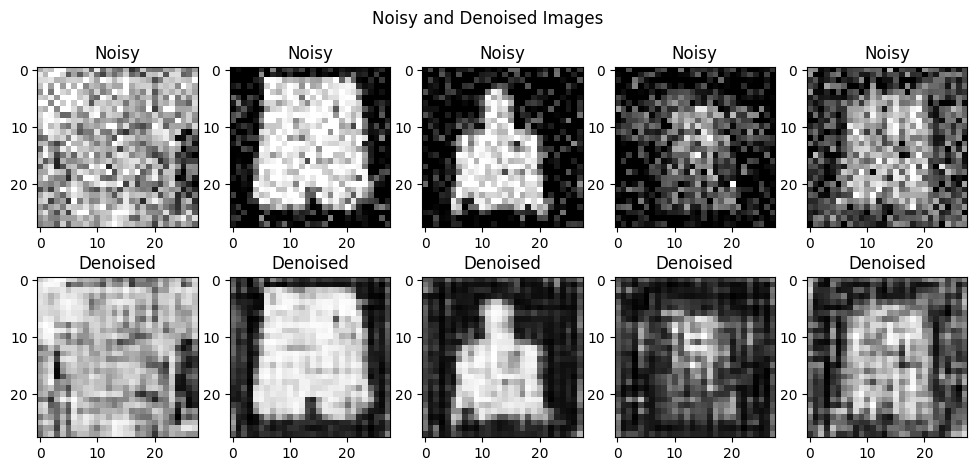 Noisy and Denoised Images
Noisy Noisy Noisy Noisy Noisy
0 0 0 0 0
10 10 10 10 10
20 20 20 20 20
0 10 20 0 10 20 0 10 20 0 10 20 0 10 20
Denoised Denoised Denoised Denoised Denoised
0 0 0 0 0
10 10 10 10 10
20 20 20 20 20
0 10 20 0 10 20 0 10 20 0 10 20 0 10 20